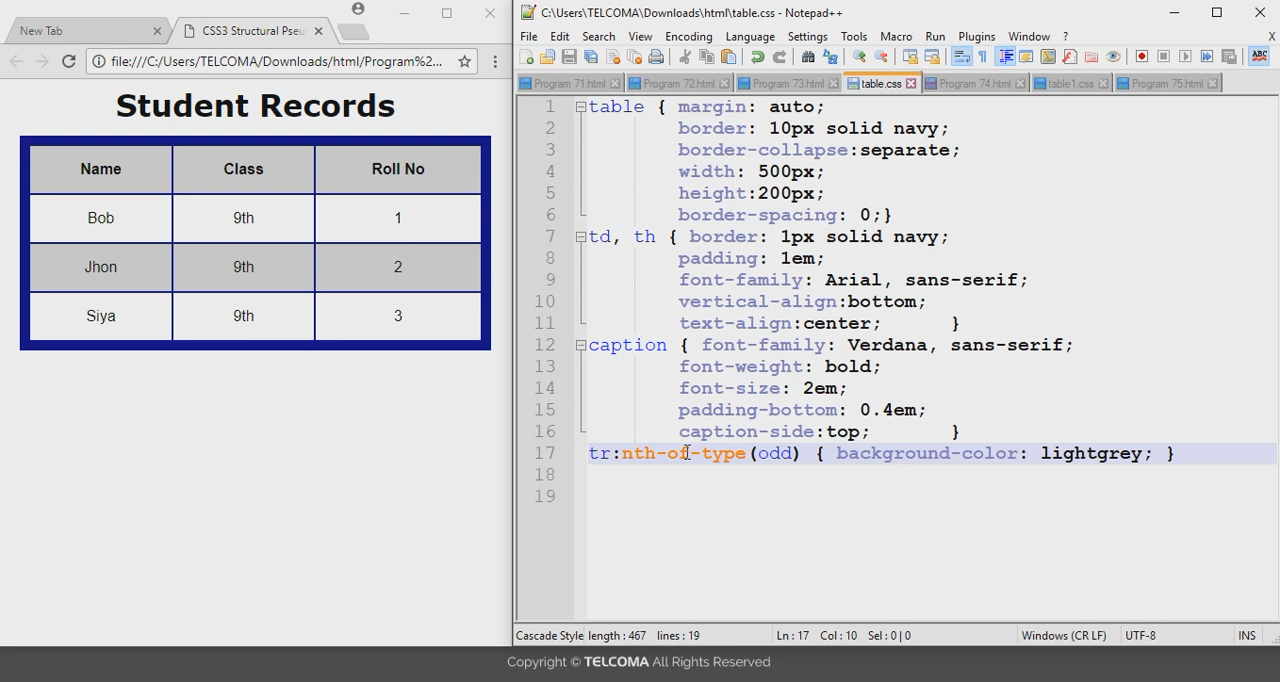 New Tab
CSS3 Structural Pseu
file:///C:/Users/TELCOMA/Downloads/html/Program%2...
Student Records
Name Class Roll No
Bob 9th 1
Jhon 9th 2
Siya 9th 3
C:\Users\TELCOMA\Downloads\html\table.css - Notepad++
File Edit Search View Encoding Language Settings Tools Macro Run Plugins Window ? X
Program 71.html Program 72.html Program 73.html table.css Program 74.html table1.css Program 75.html
1 table { margin: auto;
2 border: 10px solid navy;
3 border-collapse:separate;
4 width: 500px;
5 height:200px;
6 border-spacing: 0;}
7 td, th { border: 1px solid navy;
8 padding: 1em;
9 font-family: Arial, sans-serif;
10 vertical-align:bottom;
11 text-align:center; }
12 caption { font-family: Verdana, sans-serif;
13 font-weight: bold;
14 font-size: 2em;
15 padding-bottom: 0.4em;
16 caption-side:top; }
17 tr:nth-of-type(odd) { background-color: lightgrey; }
18
19
Cascade Style length : 467 lines : 19 Ln : 17 Col : 10 Sel : 0 | 0 Windows (CR LF) UTF-8 INS
Copyright © TELCOMA All Rights Reserved